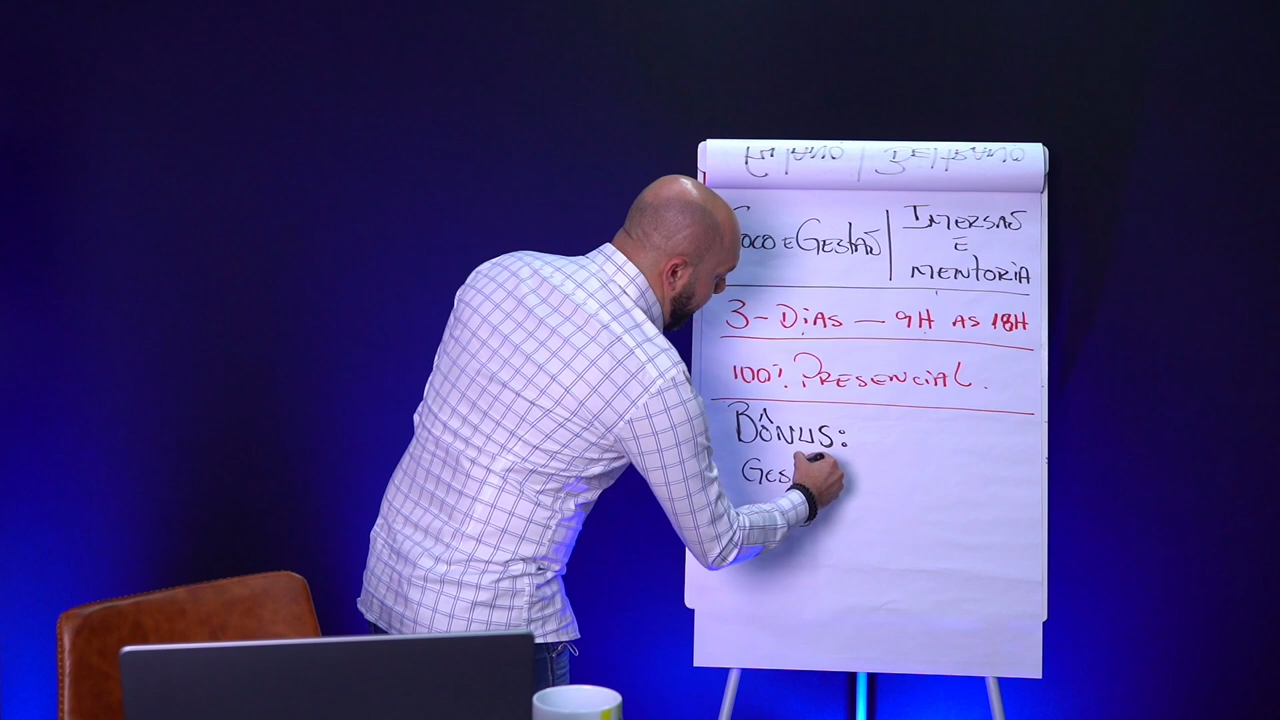 Foco e Gestão | Imersão
e
Mentoria
3 - Dias — 9H as 18H
100% Presencial.
Bônus:
Ges